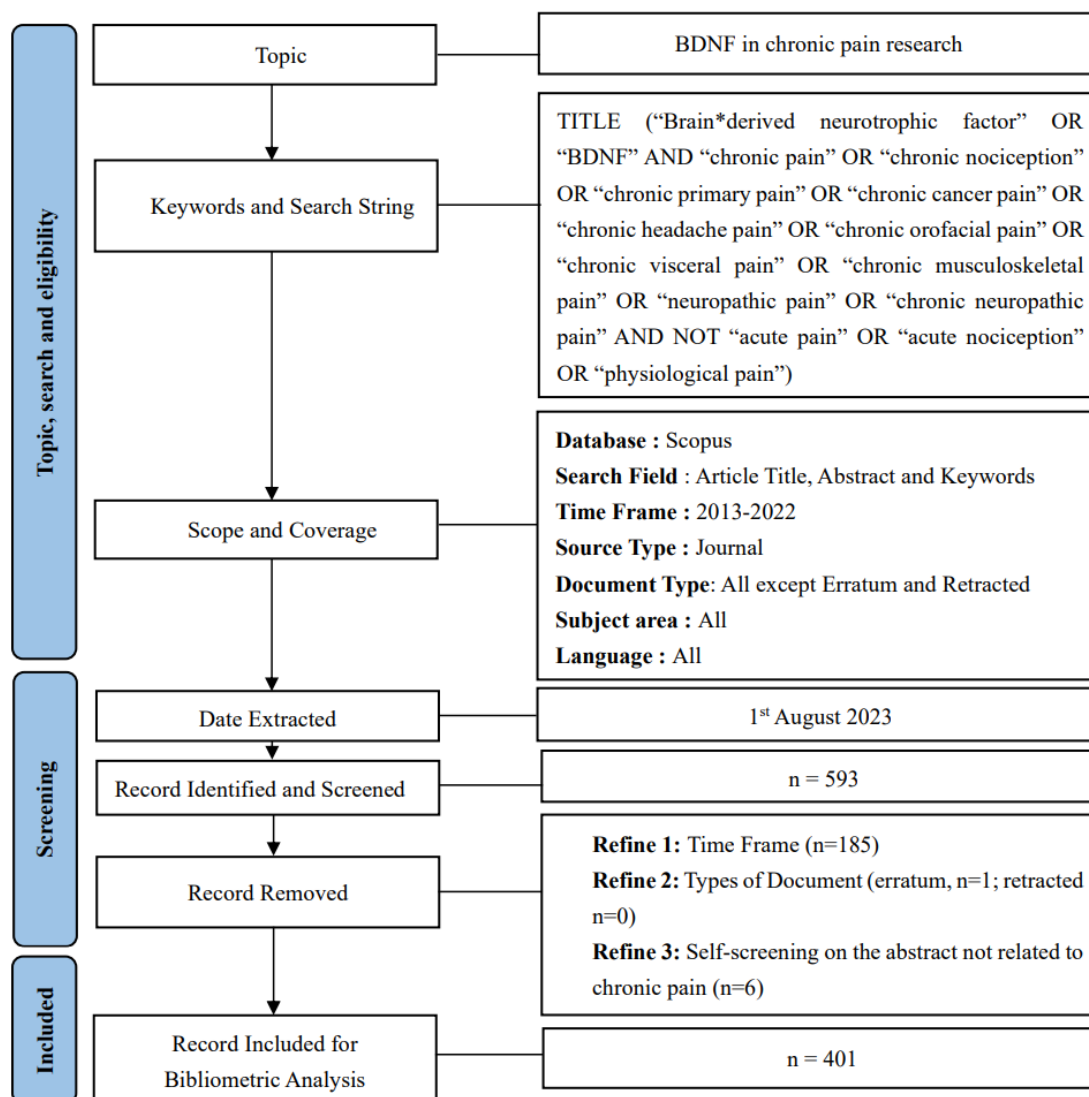 Topic, search and eligibility
Topic
BDNF in chronic pain research
Keywords and Search String
TITLE (“Brain*derived neurotrophic factor” OR
“BDNF” AND “chronic pain” OR “chronic nociception”
OR “chronic primary pain” OR “chronic cancer pain” OR
“chronic headache pain” OR “chronic orofacial pain” OR
“chronic visceral pain” OR “chronic musculoskeletal
pain” OR “neuropathic pain” OR “chronic neuropathic
pain” AND NOT “acute pain” OR “acute nociception”
OR “physiological pain”)
Scope and Coverage
Database : Scopus
Search Field : Article Title, Abstract and Keywords
Time Frame : 2013-2022
Source Type : Journal
Document Type: All except Erratum and Retracted
Subject area : All
Language : All
Screening
Date Extracted
1st August 2023
Record Identified and Screened
n = 593
Record Removed
Refine 1: Time Frame (n=185)
Refine 2: Types of Document (erratum, n=1; retracted
n=0)
Refine 3: Self-screening on the abstract not related to
chronic pain (n=6)
Included
Record Included for
Bibliometric Analysis
n = 401